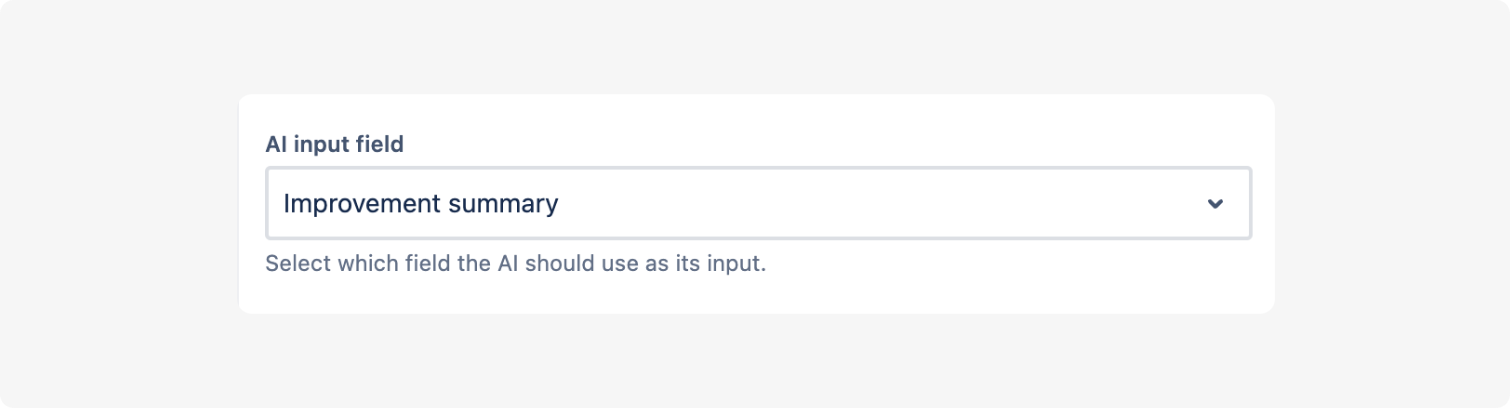 AI input field
Improvement summary
Select which field the AI should use as its input.